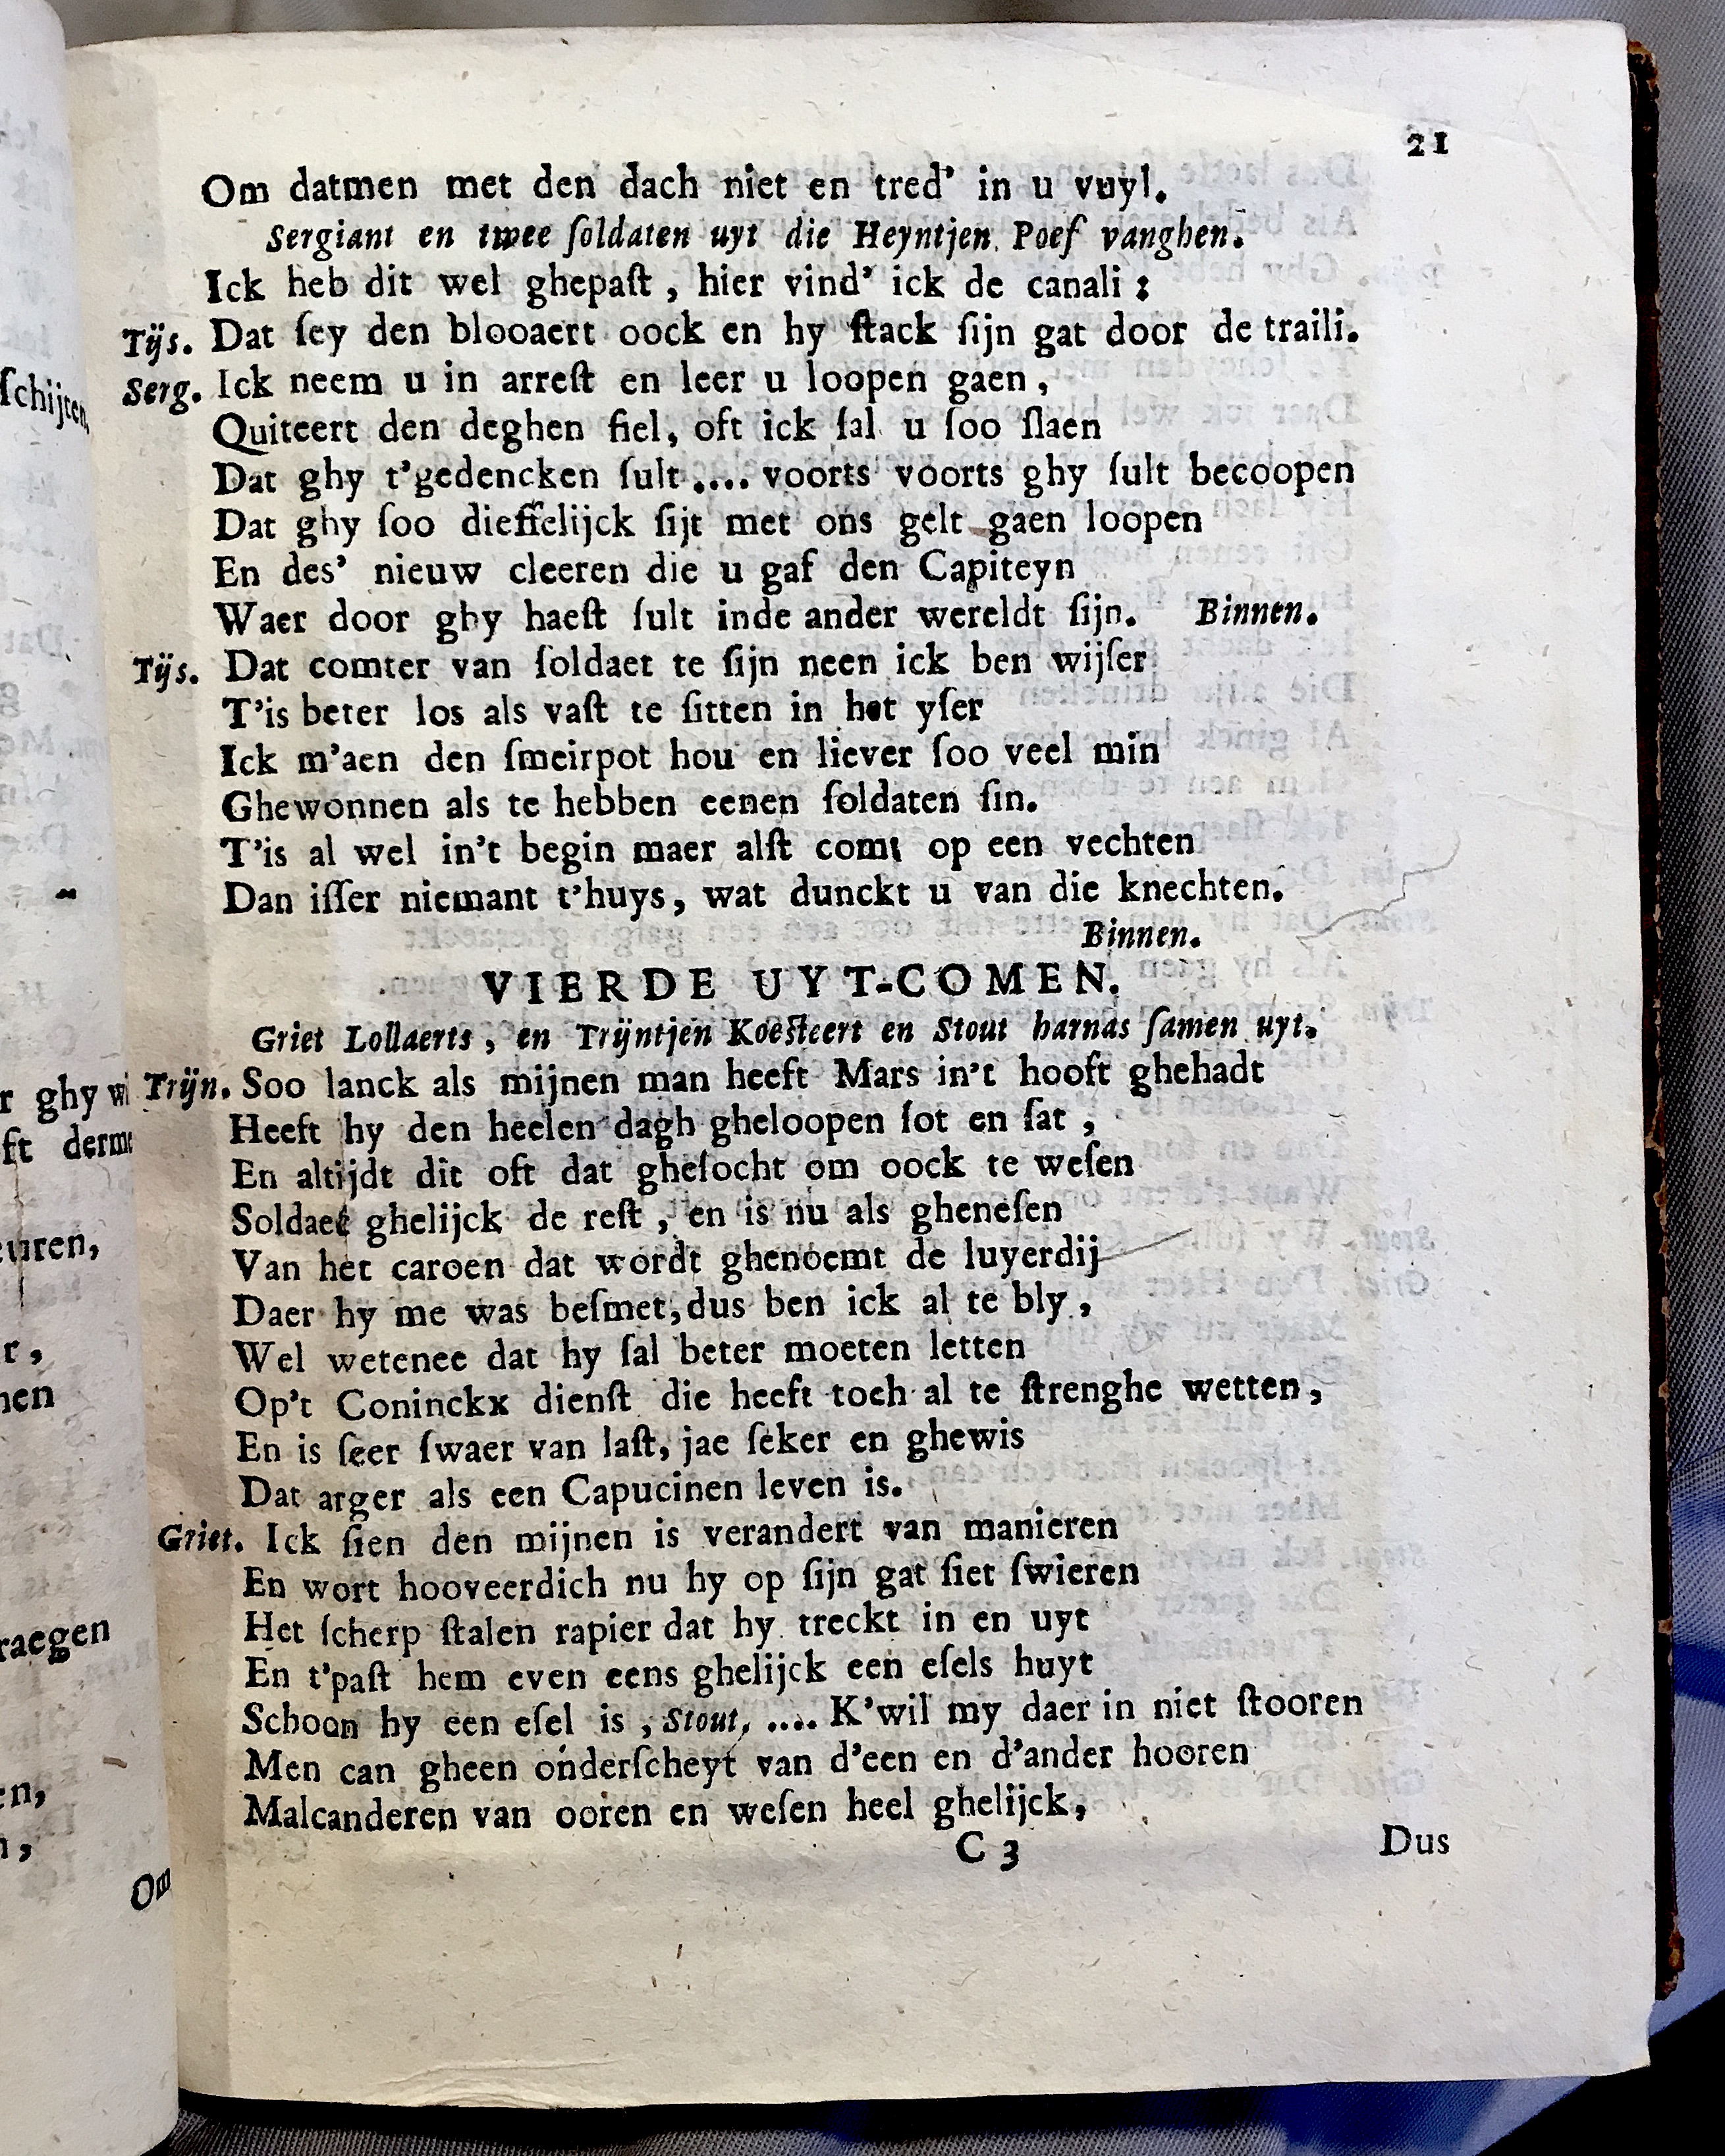 21
Om datmen met den dach niet en tred' in u vuyl.
Sergiant en twee ſoldaten uyt die Heyntjen Poef vanghen.
Ick heb dit wel ghepaſt, hier vind' ick de canali:
Tijs. Dat ſey den blooaert oock en hy ſtack ſijn gat door de traili.
Serg. Ick neem u in arreſt en leer u loopen gaen,
Quiteert den deghen fiel, oft ick ſal u ſoo ſlaen
Dat ghy t'gedencken ſult .... voorts voorts ghy ſult becoopen
Dat ghy ſoo dieffelijck ſijt met ons gelt gaen loopen
En des' nieuw cleeren die u gaf den Capiteyn
Waer door ghy haeſt ſult inde ander wereldt ſijn. Binnen.
Tijs. Dat comter van ſoldaet te ſijn neen ick ben wijſer
T'is beter los als vaſt te ſitten in het yſer
Ick m'aen den ſmeirpot hou en liever ſoo veel min
Ghewonnen als te hebben eenen ſoldaten ſin.
T'is al wel in't begin maer alſt comt op een vechten
Dan iſſer niemant t'huys, wat dunckt u van die knechten.
Binnen.
VIERDE UYT-COMEN.
Griet Lollaerts, en Trijntjen Koeſteert en Stout harnas ſamen uyt.
Trijn. Soo lanck als mijnen man heeft Mars in't hooft ghehadt
Heeft hy den heelen dagh gheloopen ſot en ſat,
En altijdt dit oft dat gheſocht om oock te weſen
Soldaet ghelijck de reſt, en is nu als gheneſen
Van het caroen dat wordt ghenoemt de luyerdij
Daer hy me was beſmet, dus ben ick al te bly,
Wel wetenee dat hy ſal beter moeten letten
Op't Coninckx dienſt die heeft toch al te ſtrenghe wetten,
En is ſeer ſwaer van laſt, jae ſeker en ghewis
Dat arger als een Capucinen leven is.
Griet. Ick ſien den mijnen is verandert van manieren
En wort hooveerdich nu hy op ſijn gat ſiet ſwieren
Het ſcherp ſtalen rapier dat hy treckt in en uyt
En t'paſt hem even eens ghelijck een eſels huyt
Schoon hy een eſel is, Stout, .... K'wil my daer in niet ſtooren
Men can gheen onderſcheyt van d'een en d'ander hooren
Malcanderen van ooren en weſen heel ghelijck,
C 3 Dus